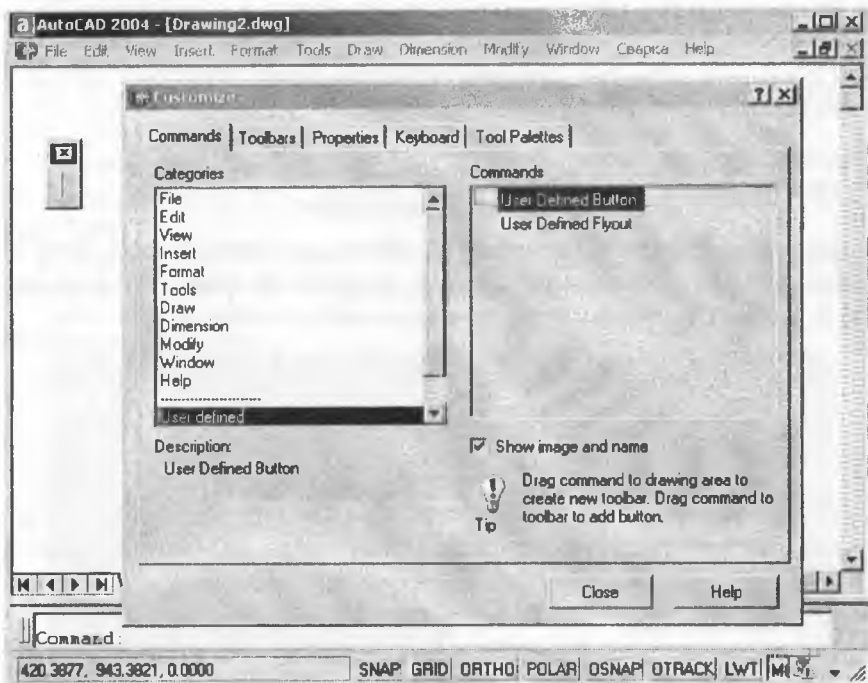 AutoCAD 2004 - [Drawing2.dwg]
File Edit View Insert Format Tools Draw Dimension Modify Window Сварка Help
Customize
Commands Toolbars Properties Keyboard Tool Palettes
Categories
Commands
File
Edit
View
Insert
Format
Tools
Draw
Dimension
Modify
Window
Help
User defined
User Defined Button
User Defined Flyout
Description:
User Defined Button
Show image and name
Tip
Drag command to drawing area to
create new toolbar. Drag command to
toolbar to add button.
Close Help
Command:
420.3877, 943.3821, 0.0000 SNAP GRID ORTHO POLAR OSNAP OTRACK LWT